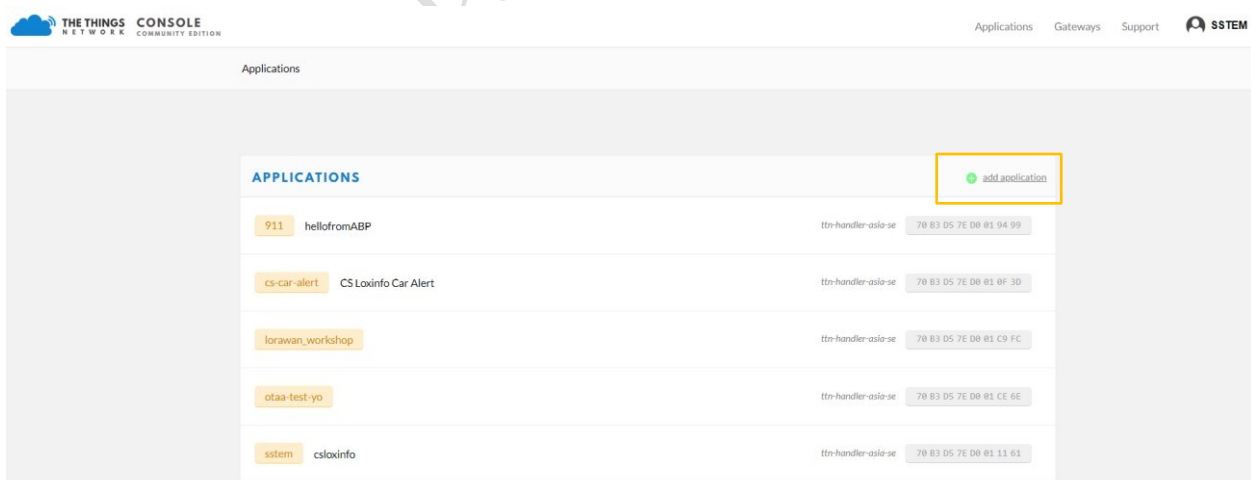 THE THINGS NETWORK CONSOLE COMMUNITY EDITION
Applications Gateways Support SSTEM
Applications
APPLICATIONS add application
911 hellofromABP ttn-handler-asia-se 70 B3 D5 7E D0 01 94 99
cs-car-alert CS Loxinfo Car Alert ttn-handler-asia-se 70 B3 D5 7E D0 01 0F 3D
lorawan_workshop ttn-handler-asia-se 70 B3 D5 7E D0 01 C9 FC
otaa-test-yo ttn-handler-asia-se 70 B3 D5 7E D0 01 CE 6E
sstem csloxinfo ttn-handler-asia-se 70 B3 D5 7E D0 01 11 61